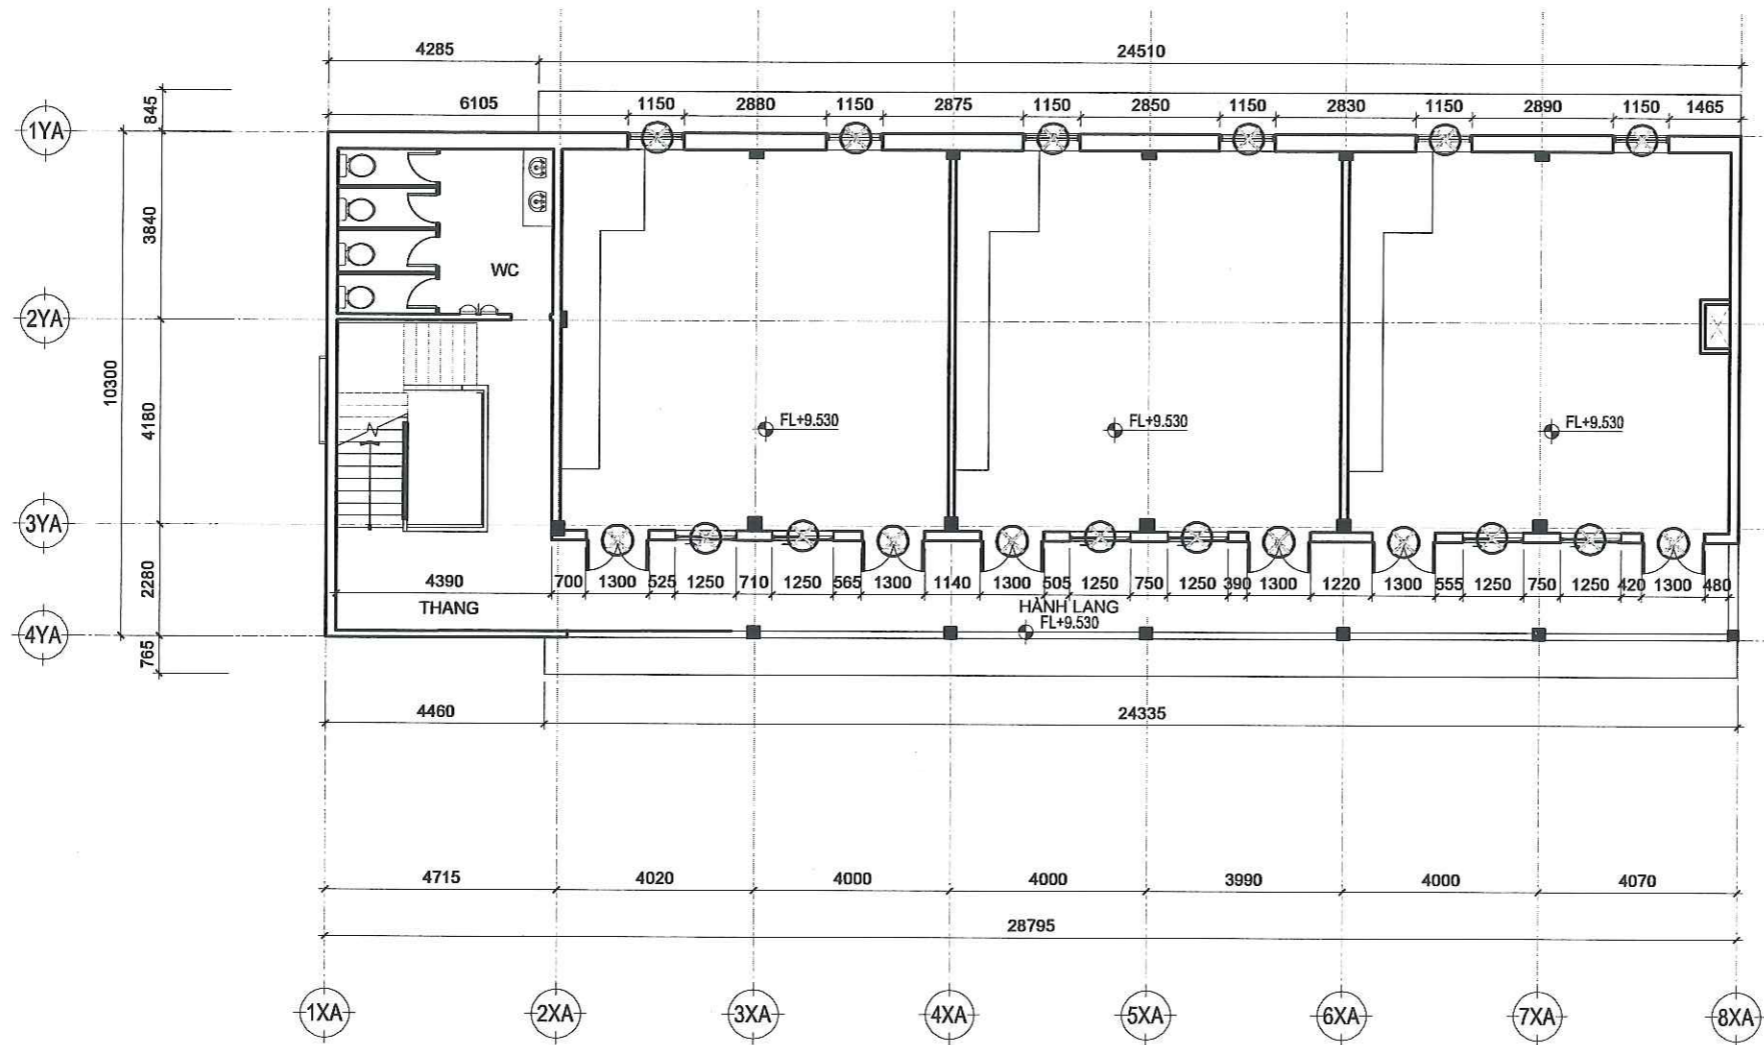 4285 24510
6105 1150 2880 1150 2875 1150 2850 1150 2830 1150 2890 1150 1465
845
1YA
3840
WC
2YA
10300
4180
FL+9.530 FL+9.530 FL+9.530
3YA
2280
4390 700 1300 525 1250 710 1250 565 1300 1140 1300 505 1250 750 1250 390 1300 1220 1300 555 1250 750 1250 420 1300 480
THANG HÀNH LANG
FL+9.530
4YA
765
4460 24335
4715 4020 4000 4000 3990 4000 4070
28795
1XA 2XA 3XA 4XA 5XA 6XA 7XA 8XA